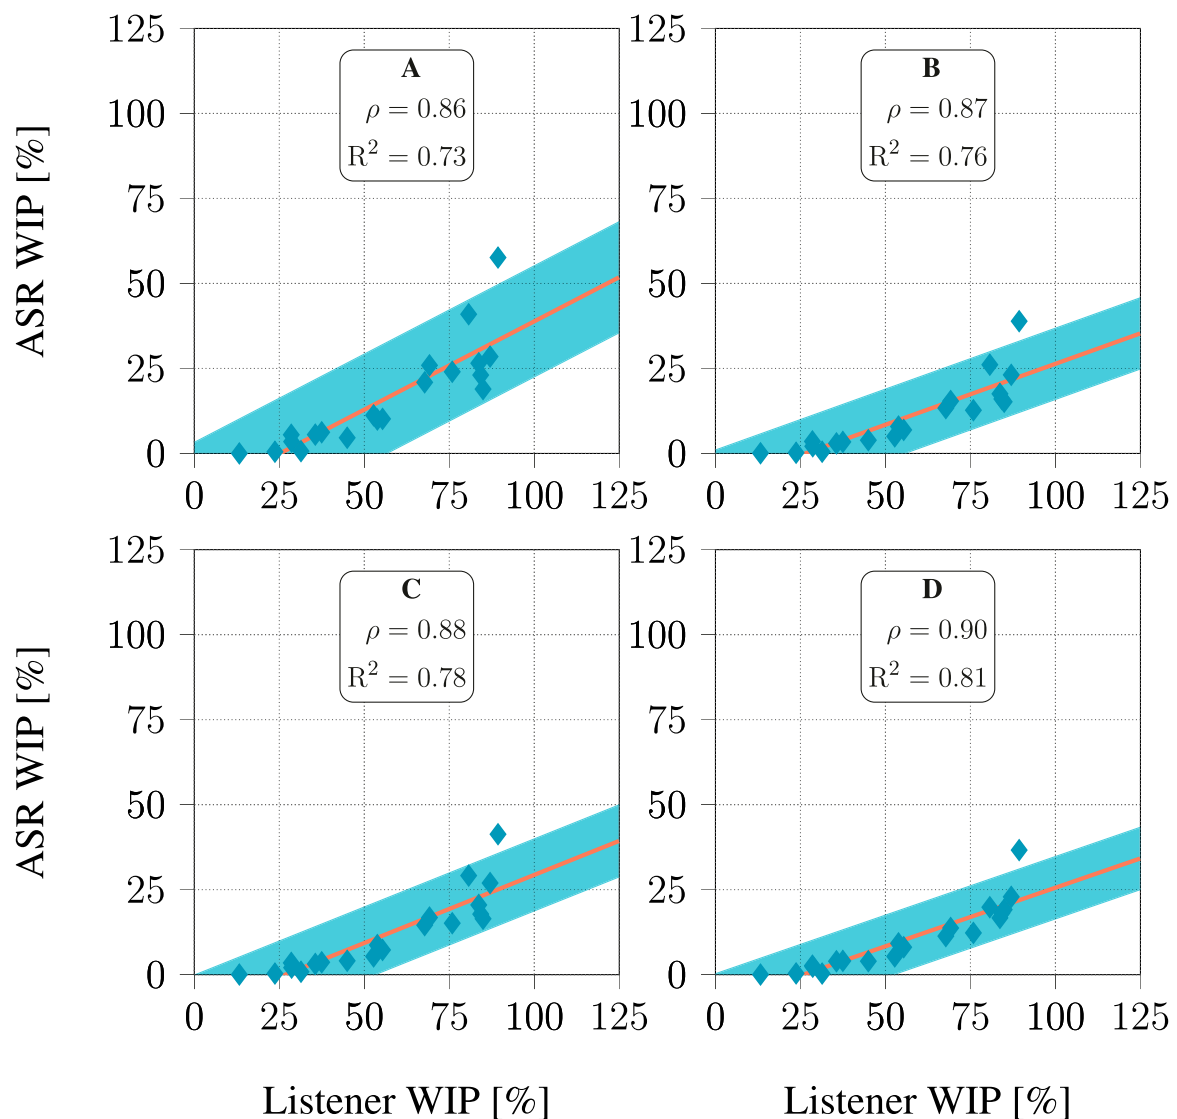 125
100
75
50
25
0
0 25 50 75 100 125
ASR WIP [%]
A
ρ = 0.86
R² = 0.73
125
100
75
50
25
0
0 25 50 75 100 125
B
ρ = 0.87
R² = 0.76
125
100
75
50
25
0
0 25 50 75 100 125
ASR WIP [%]
C
ρ = 0.88
R² = 0.78
Listener WIP [%]
125
100
75
50
25
0
0 25 50 75 100 125
D
ρ = 0.90
R² = 0.81
Listener WIP [%]